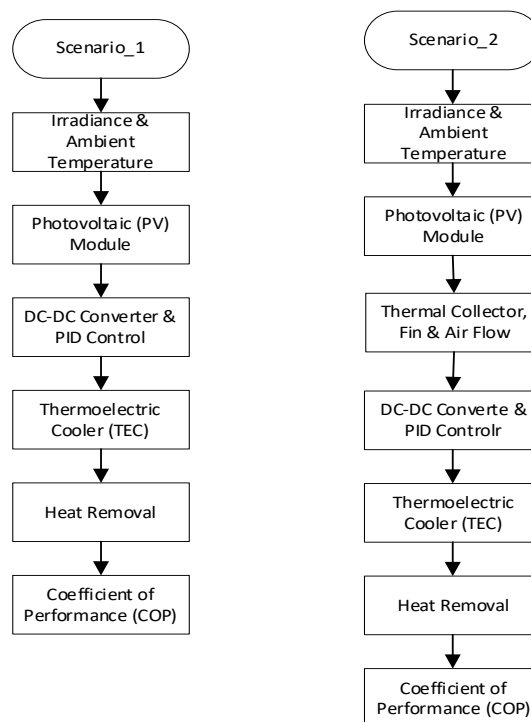 Scenario_1
Irradiance &
Ambient
Temperature
Photovoltaic (PV)
Module
DC-DC Converter &
PID Control
Thermoelectric
Cooler (TEC)
Heat Removal
Coefficient of
Performance (COP)
Scenario_2
Irradiance &
Ambient
Temperature
Photovoltaic (PV)
Module
Thermal Collector,
Fin & Air Flow
DC-DC Converte &
PID Controlr
Thermoelectric
Cooler (TEC)
Heat Removal
Coefficient of
Performance (COP)